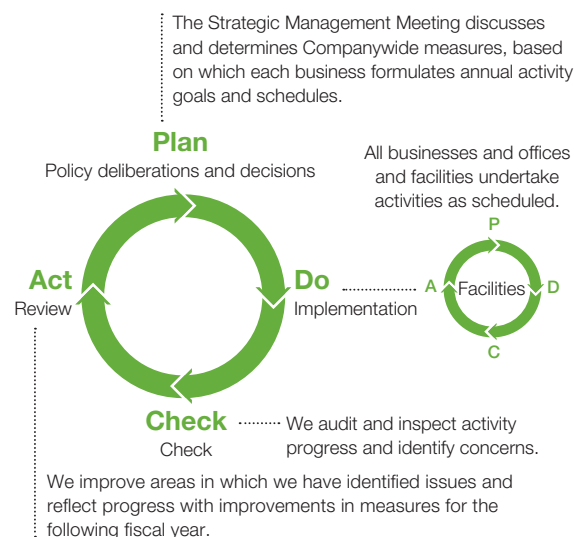 The Strategic Management Meeting discusses
and determines Companywide measures, based
on which each business formulates annual activity
goals and schedules.
Plan
Policy deliberations and decisions
All businesses and offices
and facilities undertake
activities as scheduled.
P
Act
Review
Do
Implementation
A
Facilities
D
C
Check
Check
We audit and inspect activity
progress and identify concerns.
We improve areas in which we have identified issues and
reflect progress with improvements in measures for the
following fiscal year.